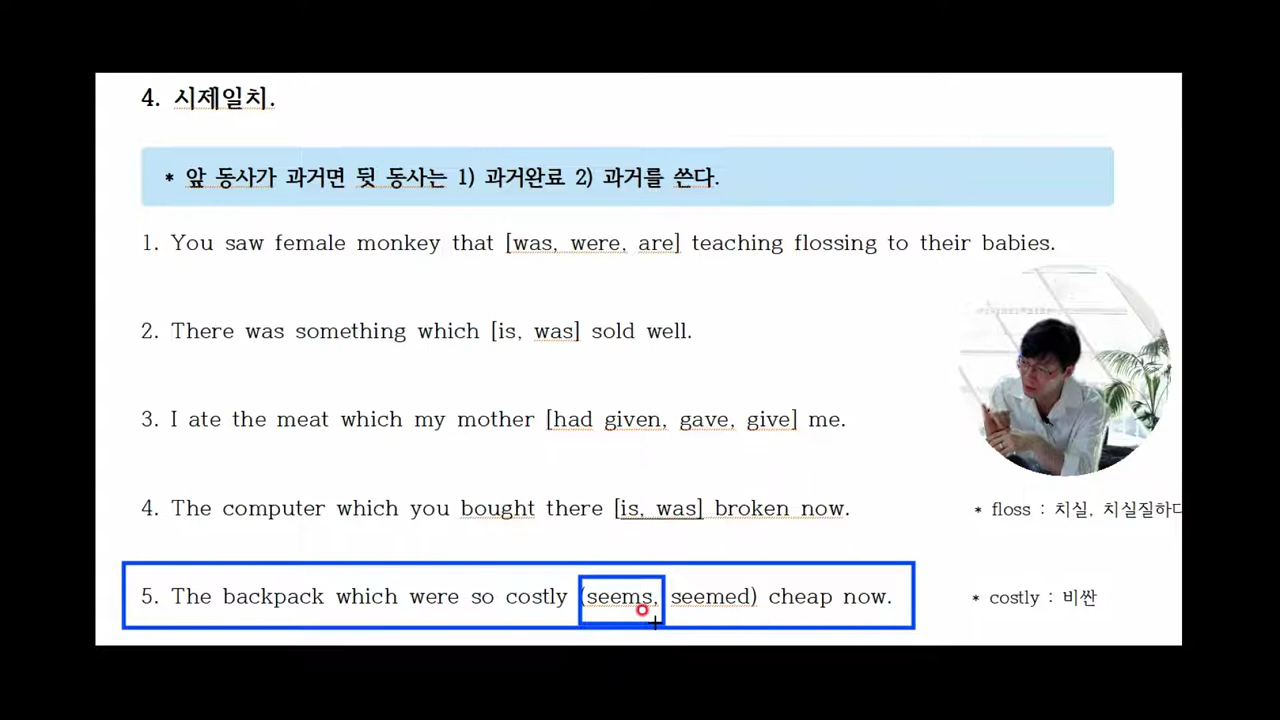 4. 시제일치.
* 앞 동사가 과거면 뒷 동사는 1) 과거완료 2) 과거를 쓴다.
1. You saw female monkey that [was, were, are] teaching flossing to their babies.
2. There was something which [is, was] sold well.
3. I ate the meat which my mother [had given, gave, give] me.
4. The computer which you bought there [is, was] broken now.
* floss : 치실, 치실질하다
5. The backpack which were so costly (seems, seemed) cheap now.
* costly : 비싼